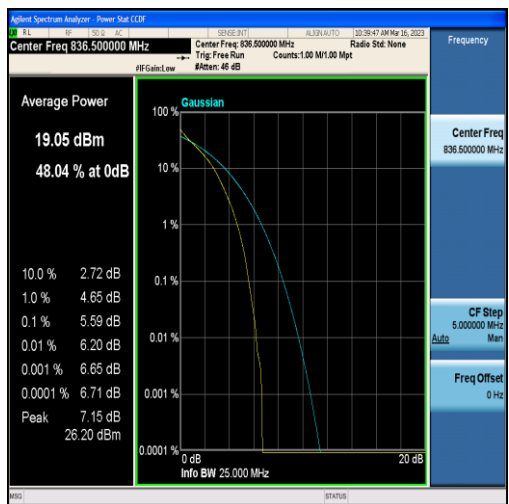 Agilent Spectrum Analyzer - Power Stat CCDF
RL RF 50 Ω AC SENSE:INT ALIGN AUTO 10:39:47 AM Mar 16, 2023
Center Freq 836.500000 MHz
Center Freq: 836.500000 MHz Radio Std: None
Trig: Free Run Counts:1.00 M/1.00 Mpt
#IFGain:Low #Atten: 46 dB
Frequency
Average Power
19.05 dBm
48.04 % at 0dB
10.0 % 2.72 dB
1.0 % 4.65 dB
0.1 % 5.59 dB
0.01 % 6.20 dB
0.001 % 6.65 dB
0.0001 % 6.71 dB
Peak 7.15 dB
26.20 dBm
Gaussian
100 %
10 %
1 %
0.1 %
0.01 %
0.001 %
0.0001 %
0 dB 20 dB
Info BW 25.000 MHz
Center Freq
836.500000 MHz
CF Step
5.000000 MHz
Auto Man
Freq Offset
0 Hz
MSG STATUS